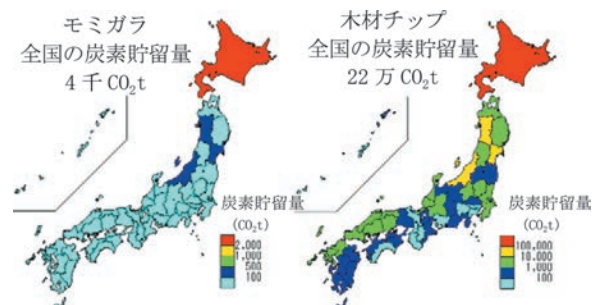 モミガラ
全国の炭素貯留量
4千CO₂t
木材チップ
全国の炭素貯留量
22万CO₂t
炭素貯留量
(CO₂t)
2,000
1,000
500
100
炭素貯留量
(CO₂t)
100,000
10,000
1,000
100